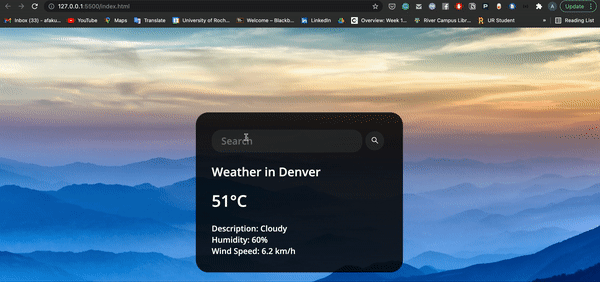 127.0.0.1:5500/index.html
Update
Inbox (33) – afaku...
YouTube
Maps
Translate
University of Roch...
Welcome – Blackb...
LinkedIn
Overview: Week 1...
River Campus Libr...
UR Student
»
Reading List
Search
Weather in Denver
51°C
Description: Cloudy
Humidity: 60%
Wind Speed: 6.2 km/h